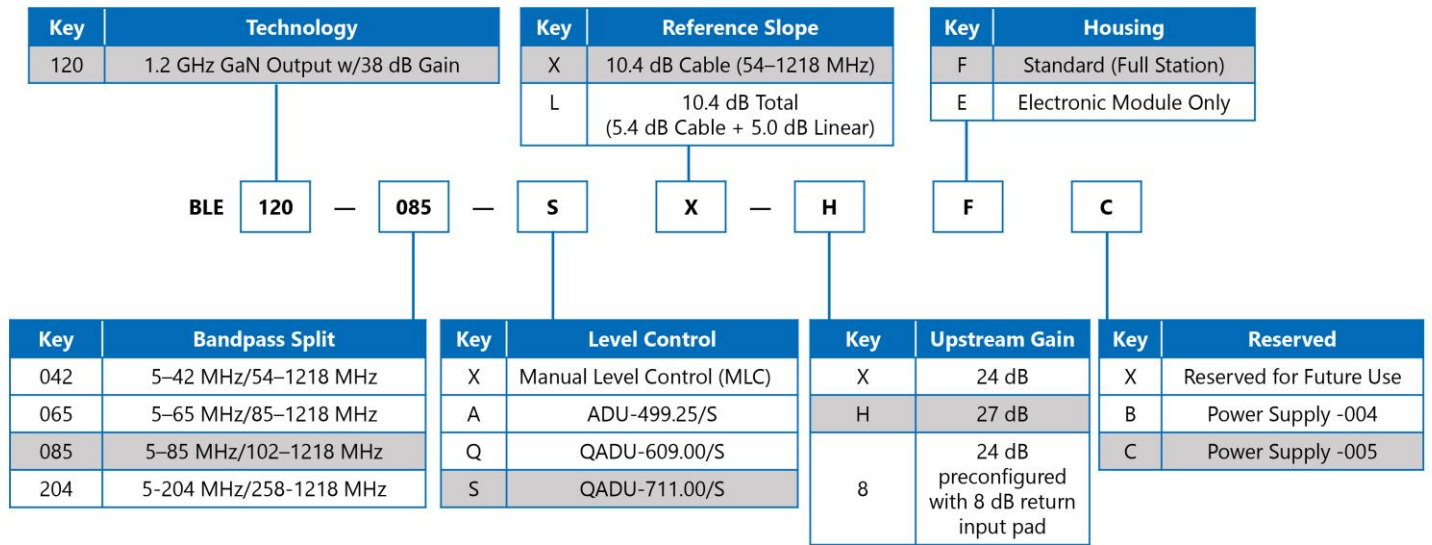 Key Technology
120 1.2 GHz GaN Output w/38 dB Gain
Key Reference Slope
X 10.4 dB Cable (54–1218 MHz)
L 10.4 dB Total
(5.4 dB Cable + 5.0 dB Linear)
Key Housing
F Standard (Full Station)
E Electronic Module Only
BLE 120 — 085 — S X — H F C
Key Bandpass Split
042 5–42 MHz/54–1218 MHz
065 5–65 MHz/85–1218 MHz
085 5–85 MHz/102–1218 MHz
204 5-204 MHz/258-1218 MHz
Key Level Control
X Manual Level Control (MLC)
A ADU-499.25/S
Q QADU-609.00/S
S QADU-711.00/S
Key Upstream Gain
X 24 dB
H 27 dB
8 24 dB
preconfigured
with 8 dB return
input pad
Key Reserved
X Reserved for Future Use
B Power Supply -004
C Power Supply -005